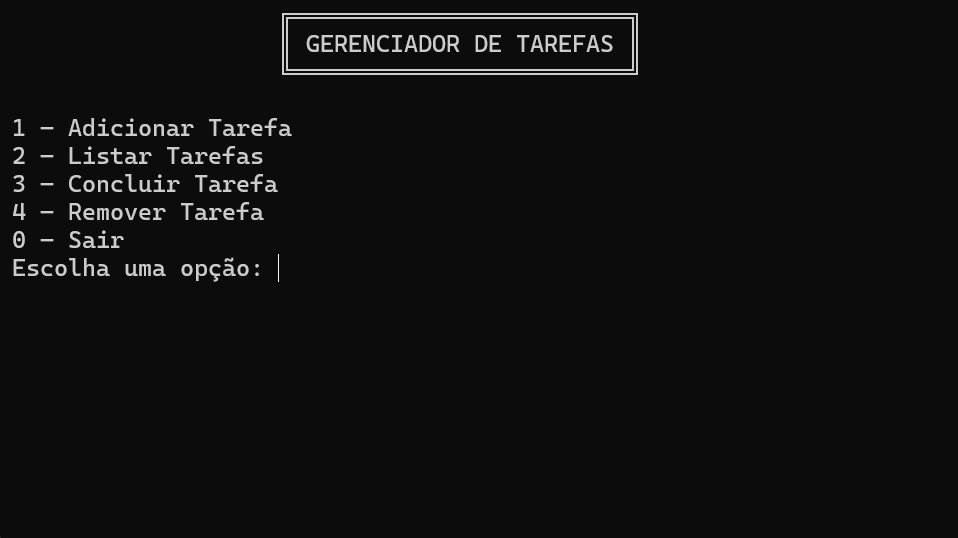 GERENCIADOR DE TAREFAS
1 - Adicionar Tarefa
2 - Listar Tarefas
3 - Concluir Tarefa
4 - Remover Tarefa
0 - Sair
Escolha uma opção: